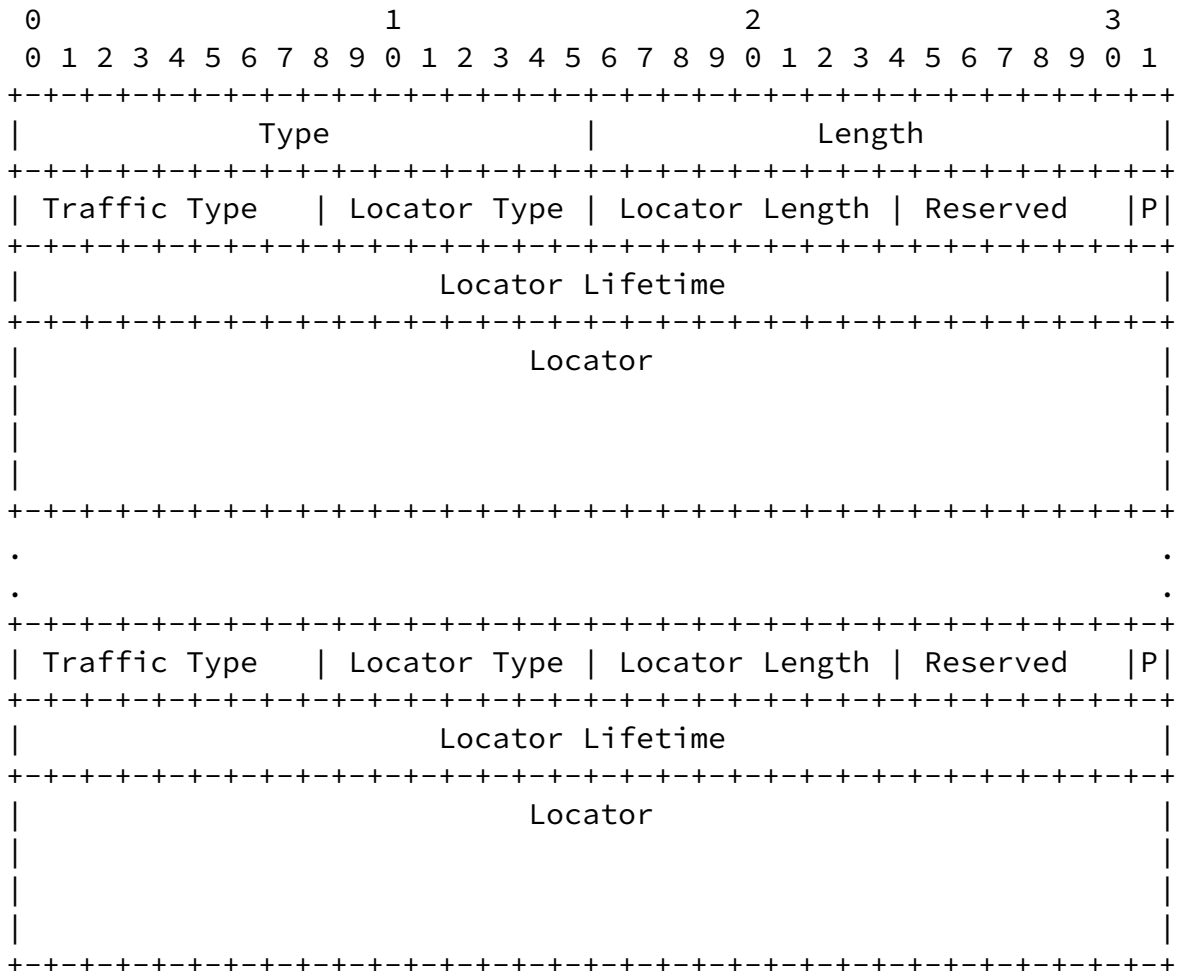 0                   1                   2                   3
 0 1 2 3 4 5 6 7 8 9 0 1 2 3 4 5 6 7 8 9 0 1 2 3 4 5 6 7 8 9 0 1
+-+-+-+-+-+-+-+-+-+-+-+-+-+-+-+-+-+-+-+-+-+-+-+-+-+-+-+-+-+-+-+-+
|             Type              |            Length             |
+-+-+-+-+-+-+-+-+-+-+-+-+-+-+-+-+-+-+-+-+-+-+-+-+-+-+-+-+-+-+-+-+
| Traffic Type   | Locator Type | Locator Length | Reserved   |P|
+-+-+-+-+-+-+-+-+-+-+-+-+-+-+-+-+-+-+-+-+-+-+-+-+-+-+-+-+-+-+-+-+
|                       Locator Lifetime                        |
+-+-+-+-+-+-+-+-+-+-+-+-+-+-+-+-+-+-+-+-+-+-+-+-+-+-+-+-+-+-+-+-+
|                            Locator                            |
|                                                               |
|                                                               |
|                                                               |
+-+-+-+-+-+-+-+-+-+-+-+-+-+-+-+-+-+-+-+-+-+-+-+-+-+-+-+-+-+-+-+-+
.                                                               .
.                                                               .
+-+-+-+-+-+-+-+-+-+-+-+-+-+-+-+-+-+-+-+-+-+-+-+-+-+-+-+-+-+-+-+-+
| Traffic Type   | Locator Type | Locator Length | Reserved   |P|
+-+-+-+-+-+-+-+-+-+-+-+-+-+-+-+-+-+-+-+-+-+-+-+-+-+-+-+-+-+-+-+-+
|                       Locator Lifetime                        |
+-+-+-+-+-+-+-+-+-+-+-+-+-+-+-+-+-+-+-+-+-+-+-+-+-+-+-+-+-+-+-+-+
|                            Locator                            |
|                                                               |
|                                                               |
|                                                               |
+-+-+-+-+-+-+-+-+-+-+-+-+-+-+-+-+-+-+-+-+-+-+-+-+-+-+-+-+-+-+-+-+